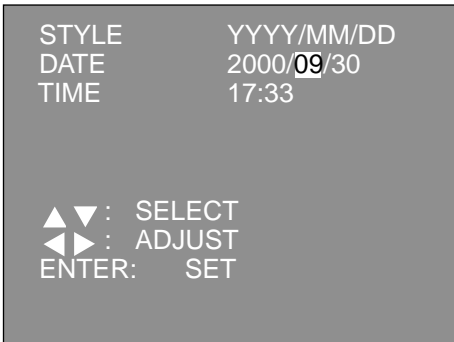 STYLE YYYY/MM/DD
DATE 2000/09/30
TIME 17:33
▲▼: SELECT
◀▶: ADJUST
ENTER: SET